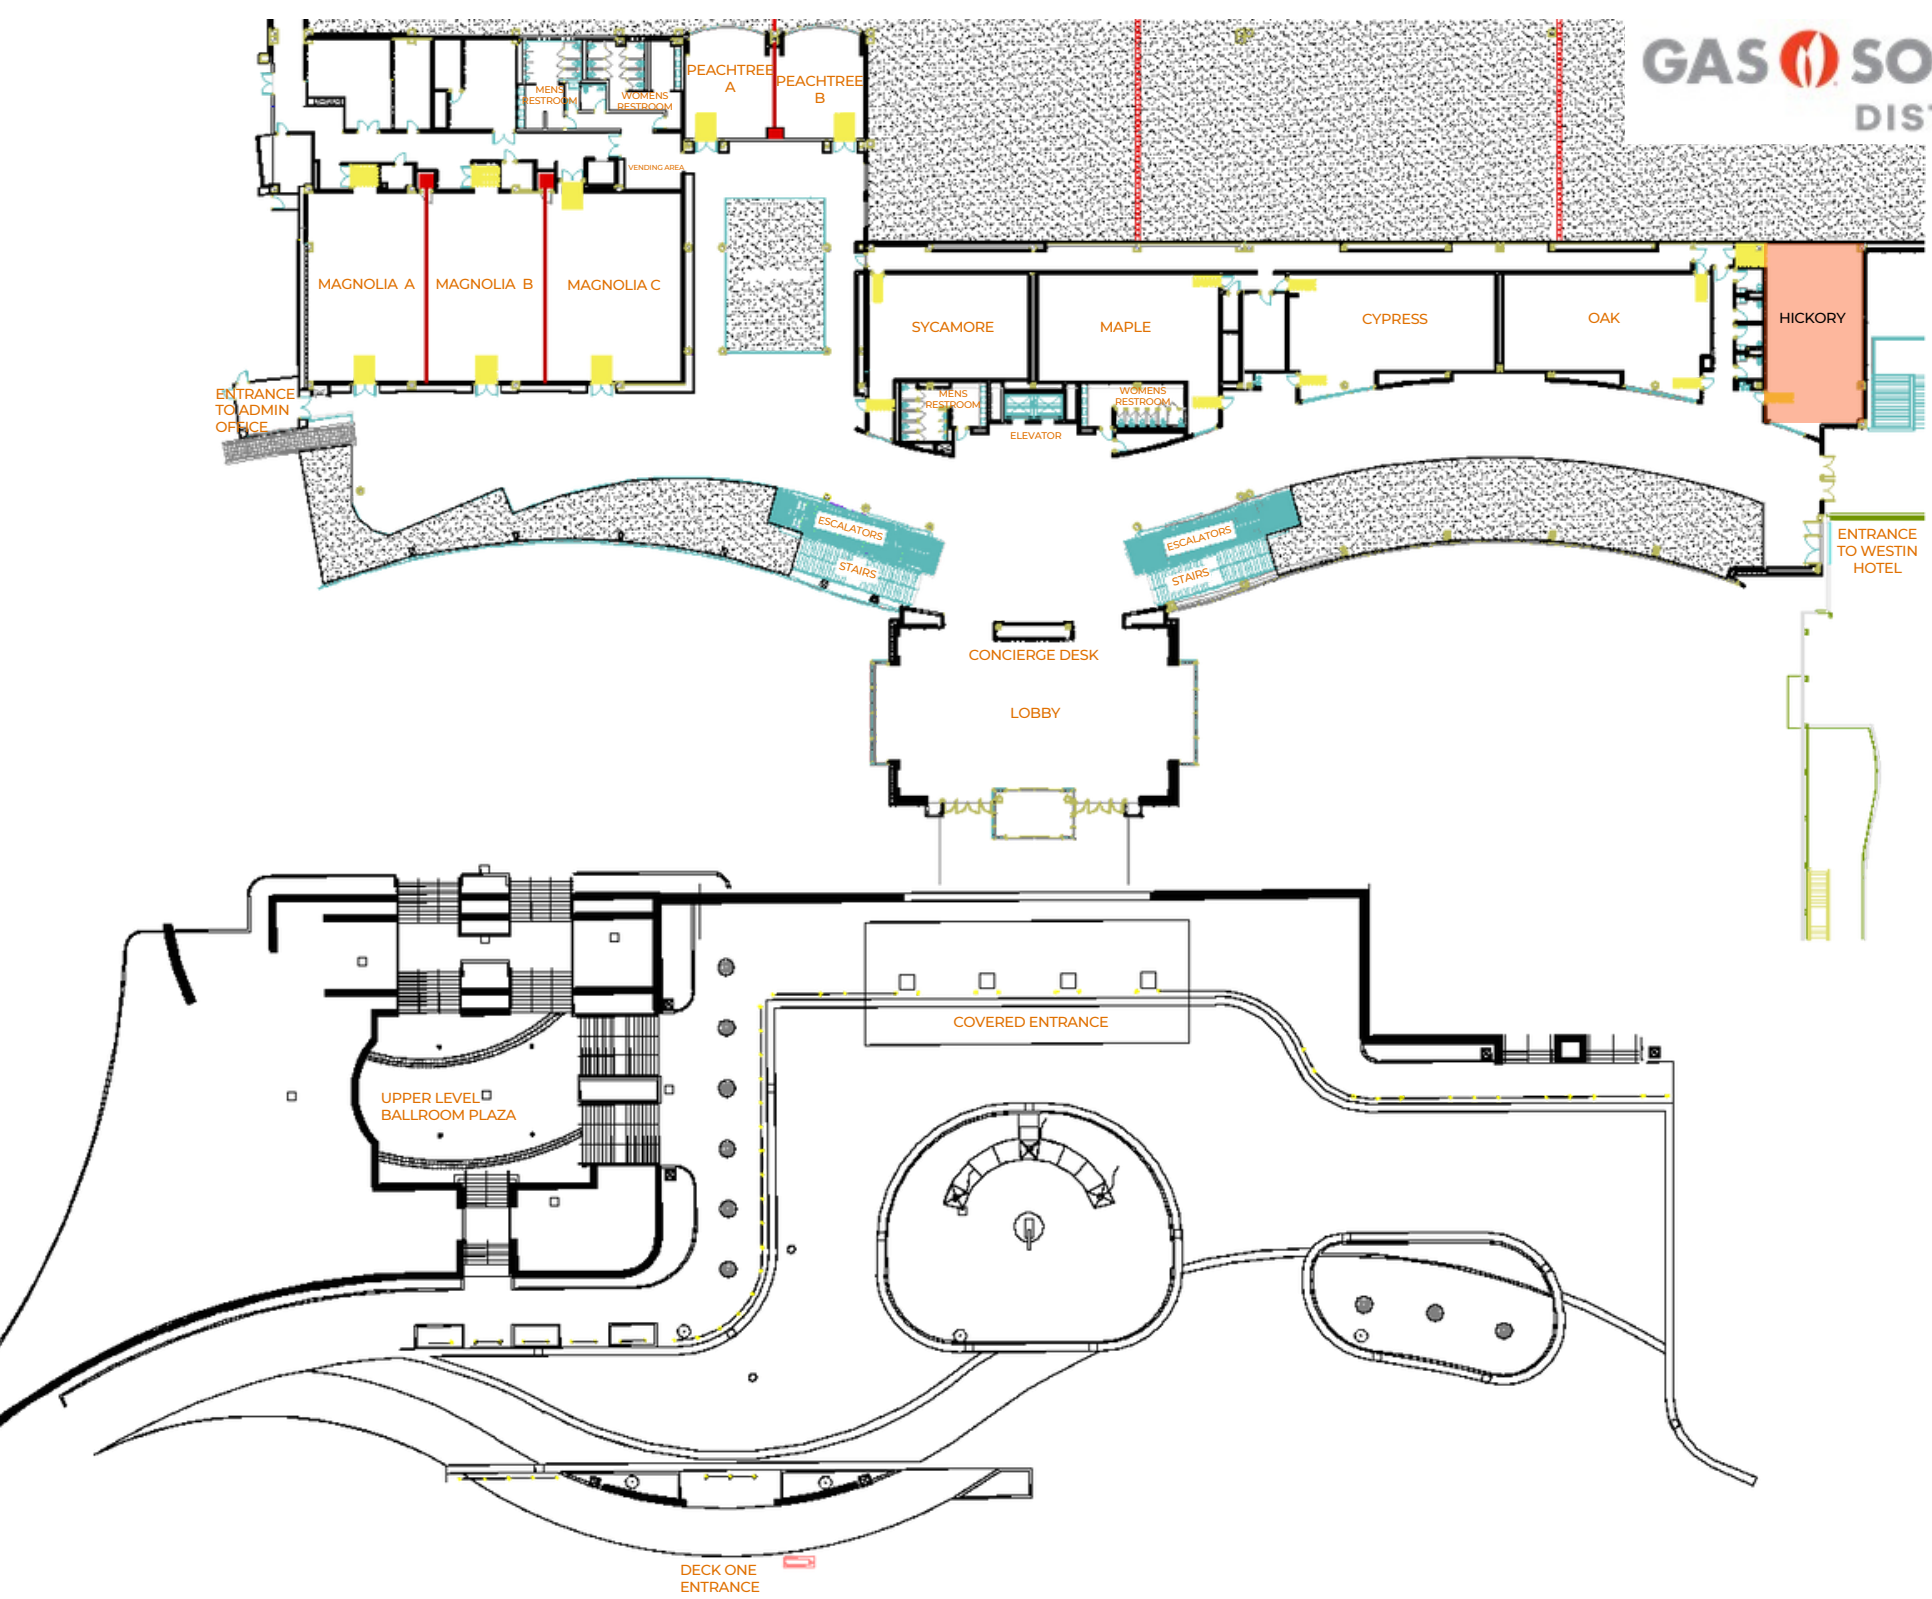 GAS SO
DIS
PEACHTREE
A
PEACHTREE
B
MENS
RESTROOM
WOMENS
RESTROOM
VENDING AREA
MAGNOLIA A
MAGNOLIA B
MAGNOLIA C
SYCAMORE
MAPLE
CYPRESS
OAK
HICKORY
ENTRANCE
TO ADMIN
OFFICE
MENS
RESTROOM
WOMENS
RESTROOM
ELEVATOR
ESCALATORS
STAIRS
ESCALATORS
STAIRS
ENTRANCE
TO WESTIN
HOTEL
CONCIERGE DESK
LOBBY
COVERED ENTRANCE
UPPER LEVEL
BALLROOM PLAZA
DECK ONE
ENTRANCE